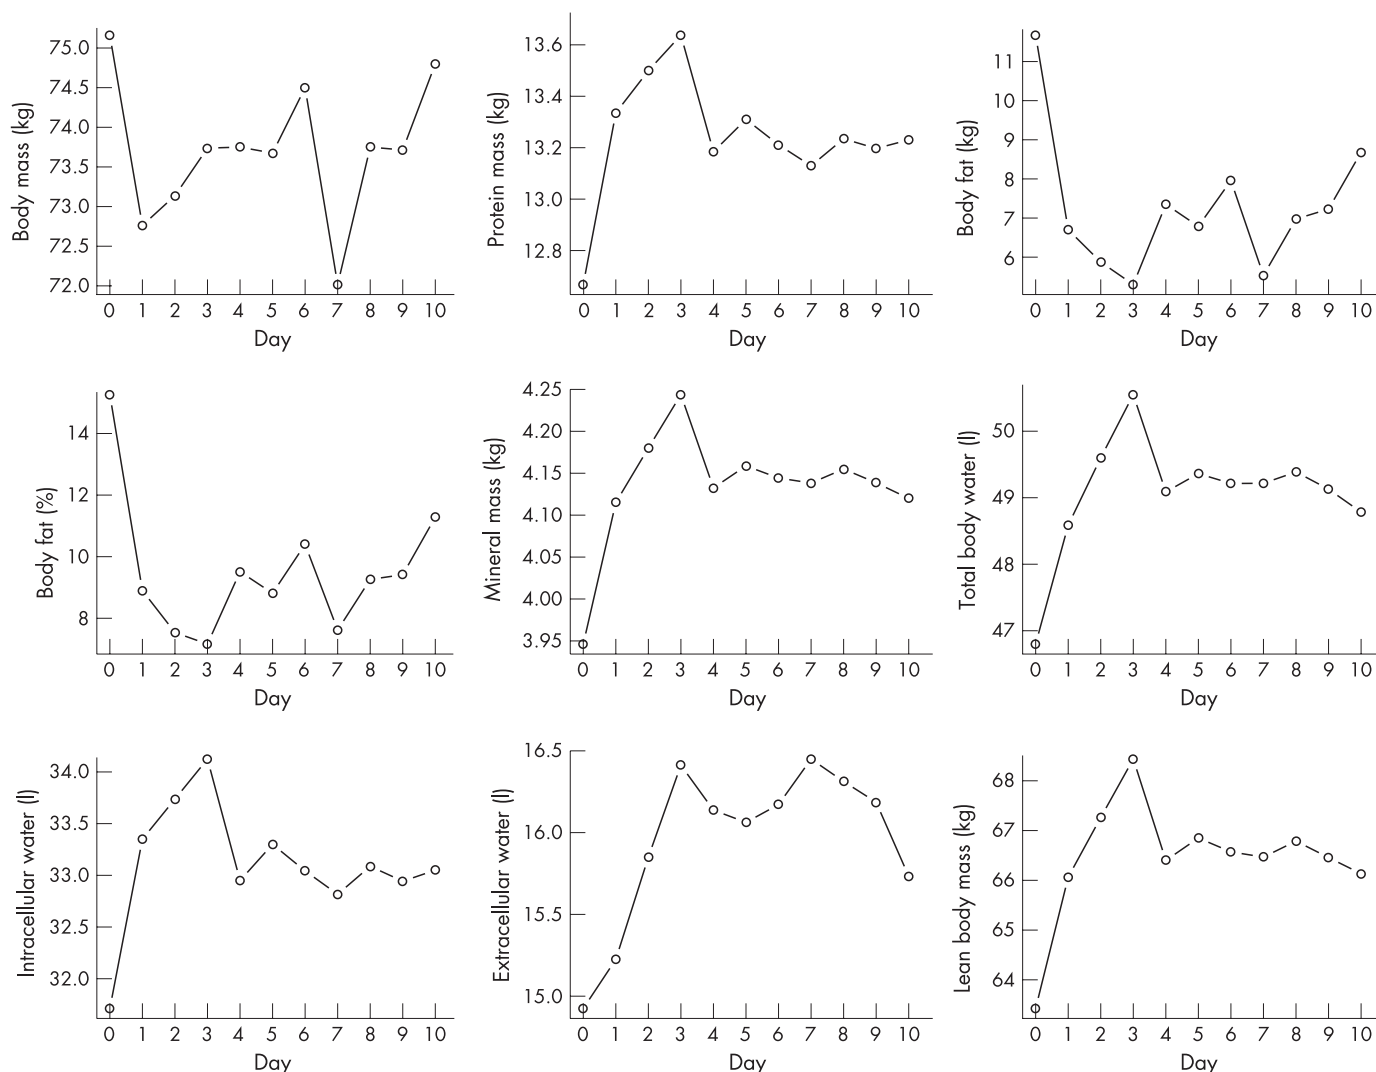 Body mass (kg)
75.0
74.5
74.0
73.5
73.0
72.5
72.0
0 1 2 3 4 5 6 7 8 9 10
Day
Protein mass (kg)
13.6
13.4
13.2
13.0
12.8
0 1 2 3 4 5 6 7 8 9 10
Day
Body fat (kg)
11
10
9
8
7
6
0 1 2 3 4 5 6 7 8 9 10
Day
Body fat (%)
14
12
10
8
0 1 2 3 4 5 6 7 8 9 10
Day
Mineral mass (kg)
4.25
4.20
4.15
4.10
4.05
4.00
3.95
0 1 2 3 4 5 6 7 8 9 10
Day
Total body water (l)
50
49
48
47
0 1 2 3 4 5 6 7 8 9 10
Day
Intracellular water (l)
34.0
33.5
33.0
32.5
32.0
0 1 2 3 4 5 6 7 8 9 10
Day
Extracellular water (l)
16.5
16.0
15.5
15.0
0 1 2 3 4 5 6 7 8 9 10
Day
Lean body mass (kg)
68
67
66
65
64
0 1 2 3 4 5 6 7 8 9 10
Day